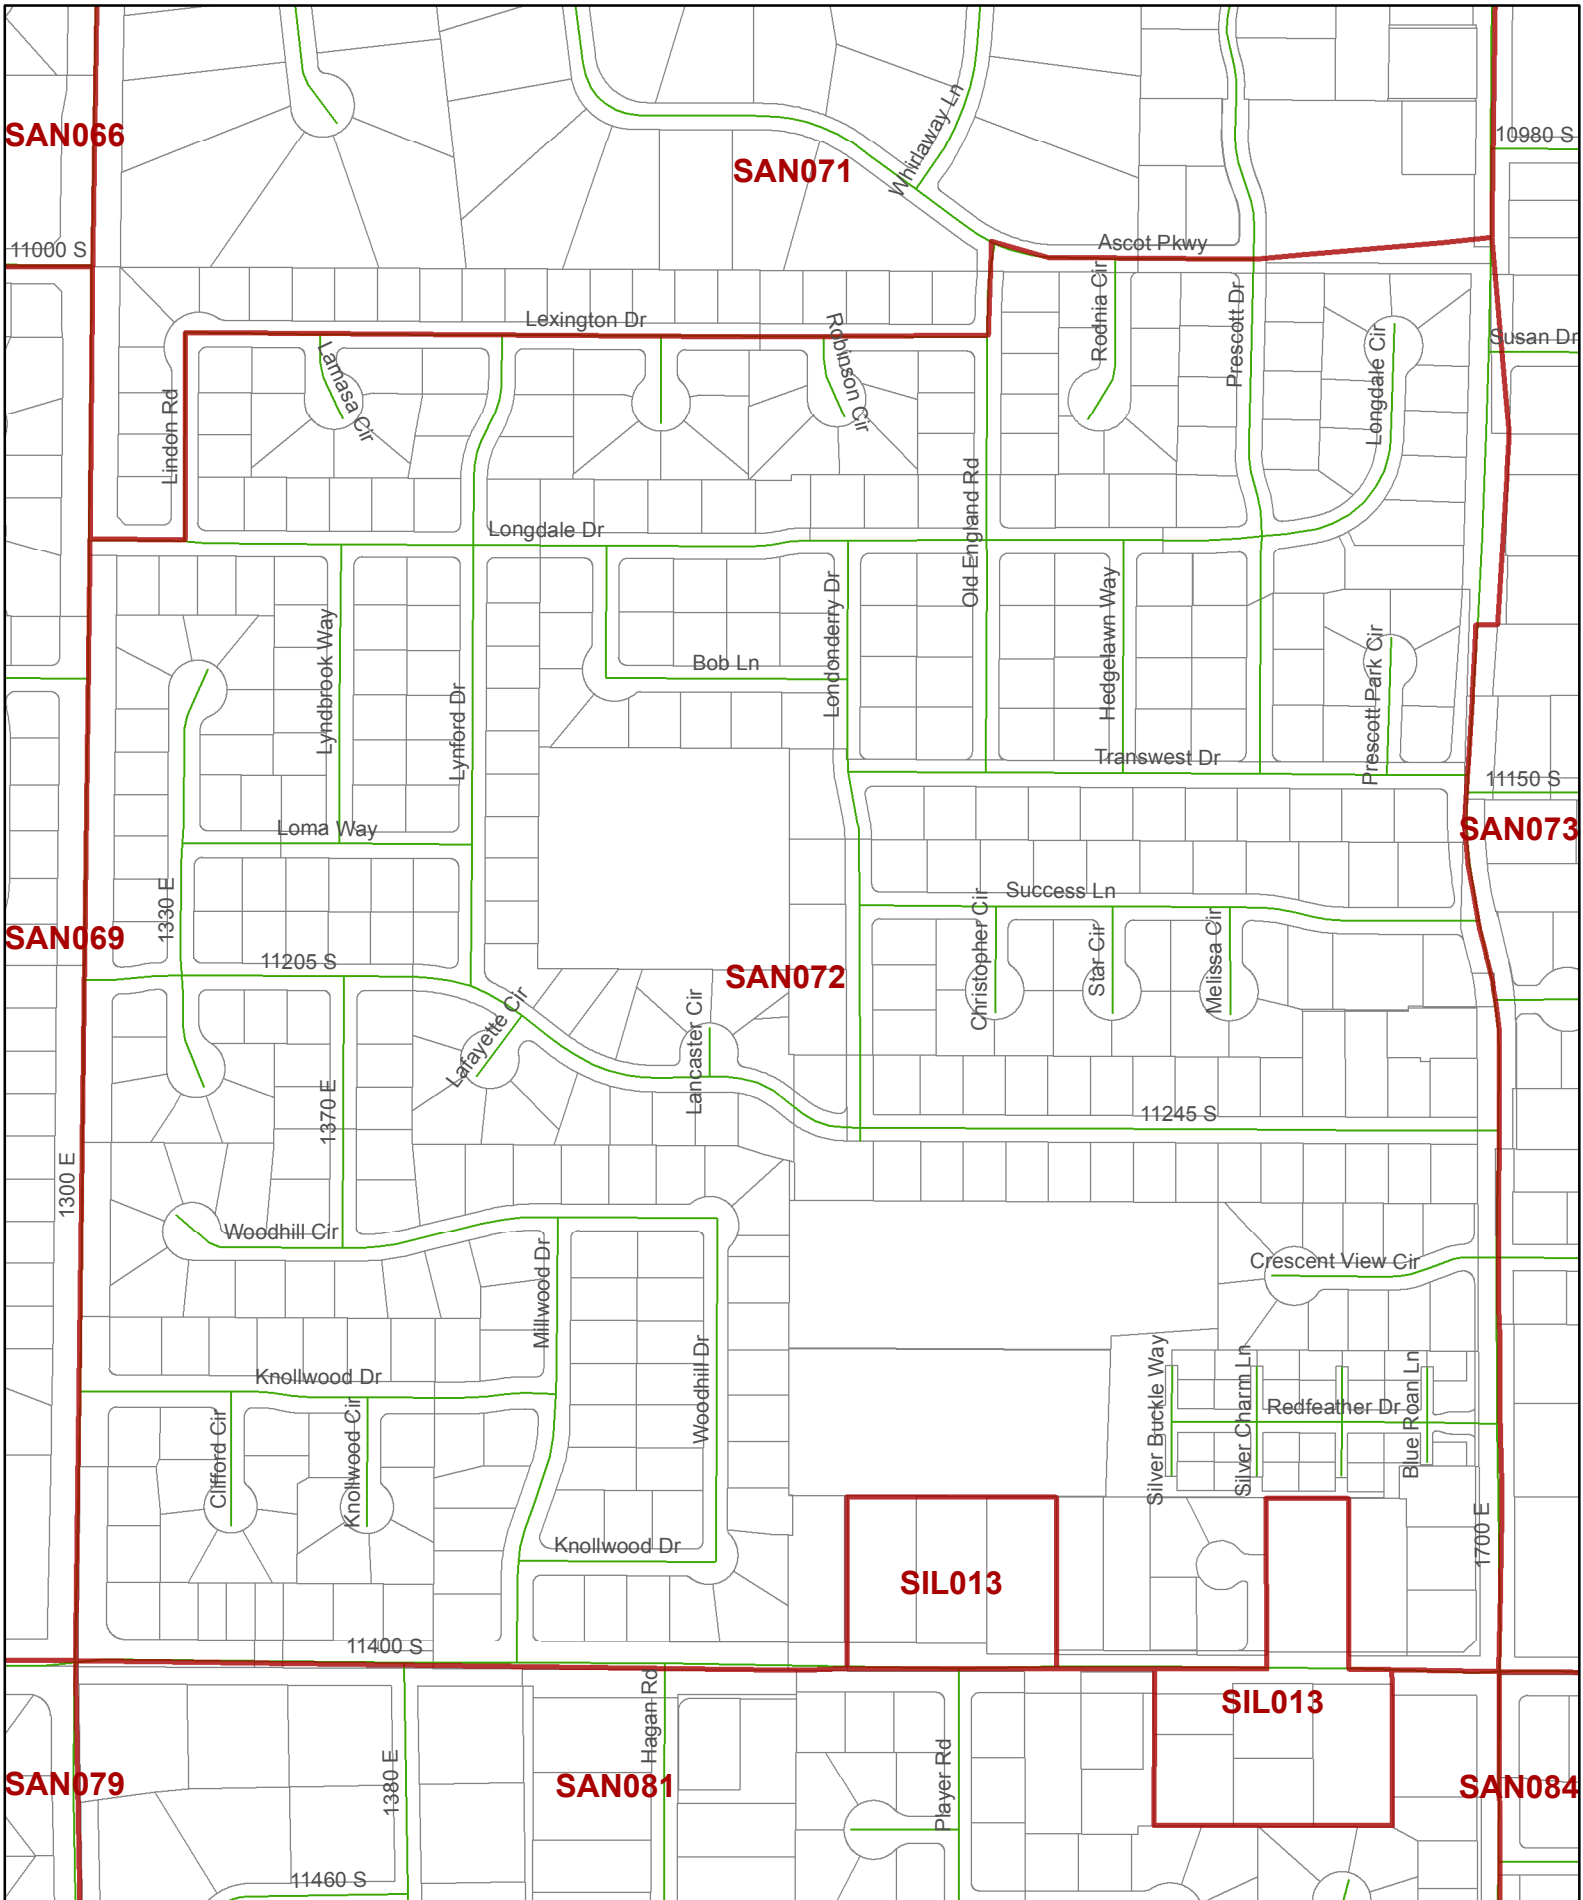 SAN066
SAN071
Whirlaway Ln
10980 S
11000 S
Ascot Pkwy
Rodnia Cir
Prescott Dr
Lexington Dr
Lamasa Cir
Robinson Cir
Longdale Cir
Susan Dr
Lindon Rd
Old England Rd
Longdale Dr
Londonderry Dr
Hedgelawn Way
Lyndbrook Way
Lynford Dr
Bob Ln
Prescott Park Cir
Transwest Dr
11150 S
SAN073
Loma Way
1330 E
Success Ln
Christopher Cir
Star Cir
Melissa Cir
SAN069
11205 S
SAN072
Lafayette Cir
Lancaster Cir
1370 E
11245 S
1300 E
Woodhill Cir
Millwood Dr
Crescent View Cir
Woodhill Dr
Silver Buckle Way
Silver Charm Ln
Redfeather Dr
Blue Roan Ln
Knollwood Dr
Clifford Cir
Knollwood Cir
1700 E
Knollwood Dr
SIL013
11400 S
Hagan Rd
SIL013
Player Rd
1380 E
SAN079
SAN081
SAN084
11460 S